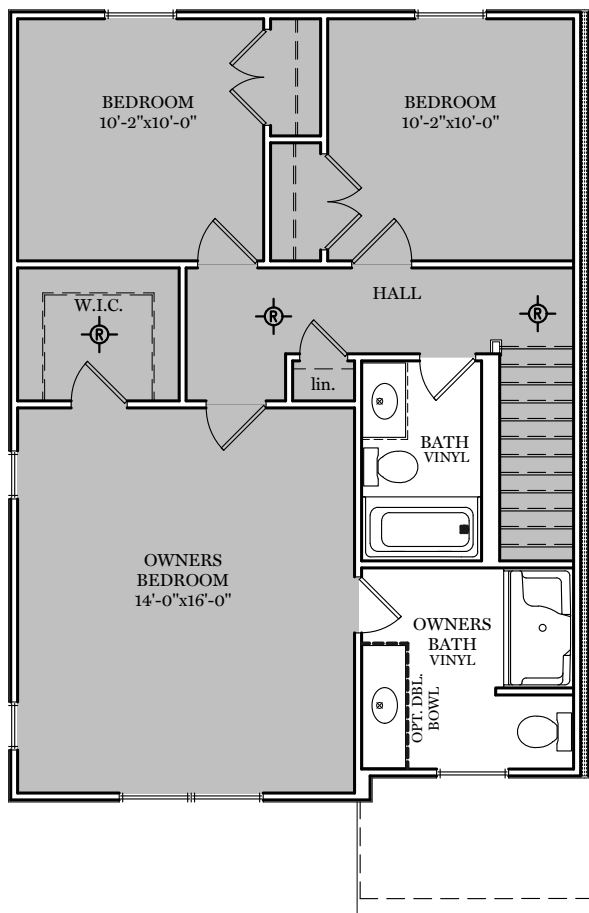 BEDROOM
10'-2"x10'-0"
BEDROOM
10'-2"x10'-0"
W.I.C.
R
R
HALL
R
lin.
BATH
VINYL
OWNERS
BEDROOM
14'-0"x16'-0"
OWNERS
BATH
VINYL
OPT. DBL.
BOWL